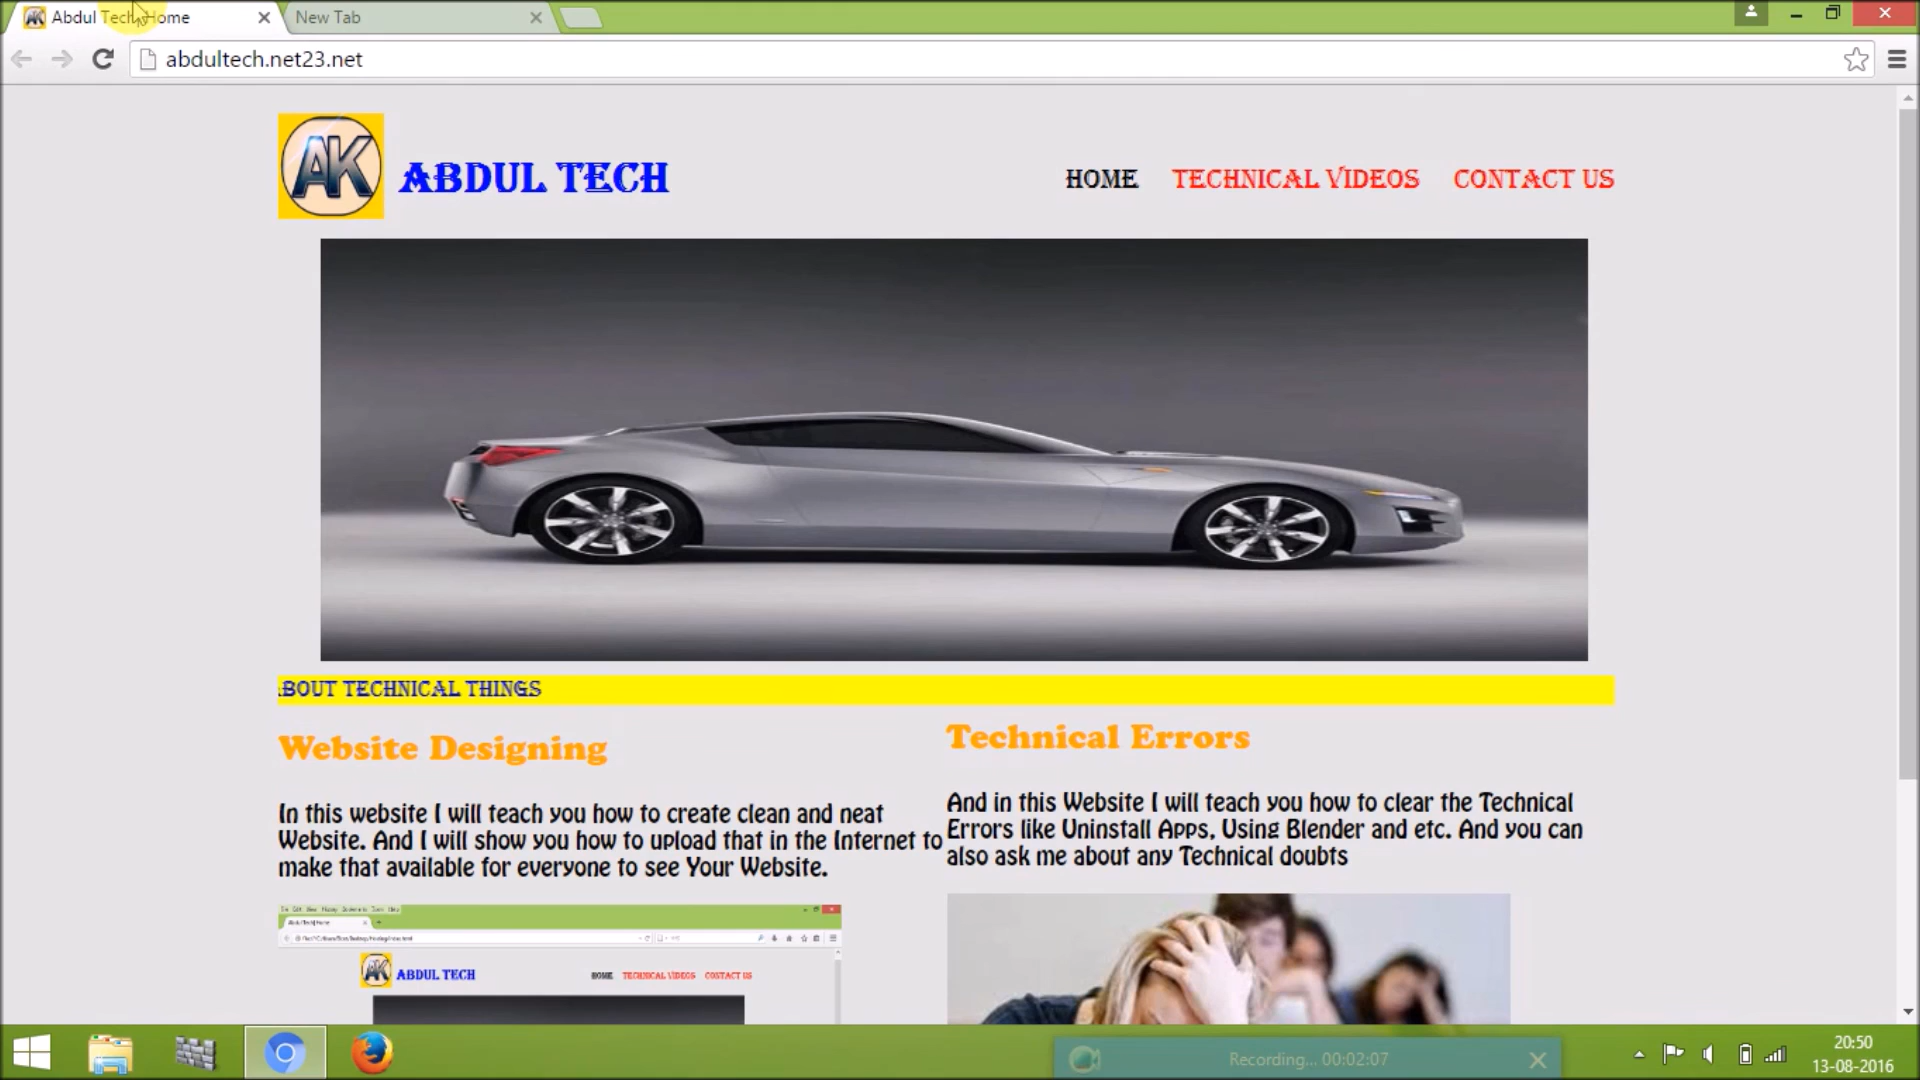 Abdul Tech|Home
New Tab
abdultech.net23.net
AK
ABDUL TECH
HOME TECHNICAL VIDEOS CONTACT US
ABOUT TECHNICAL THINGS
Website Designing
In this website I will teach you how to create clean and neat
Website. And I will show you how to upload that in the Internet to
make that available for everyone to see Your Website.
Technical Errors
And in this Website I will teach you how to clear the Technical
Errors like Uninstall Apps, Using Blender and etc. And you can
also ask me about any Technical doubts
AK
ABDUL TECH
HOME TECHNICAL VIDEOS CONTACT US
Recording... 00:02:07
20:50
13-08-2016